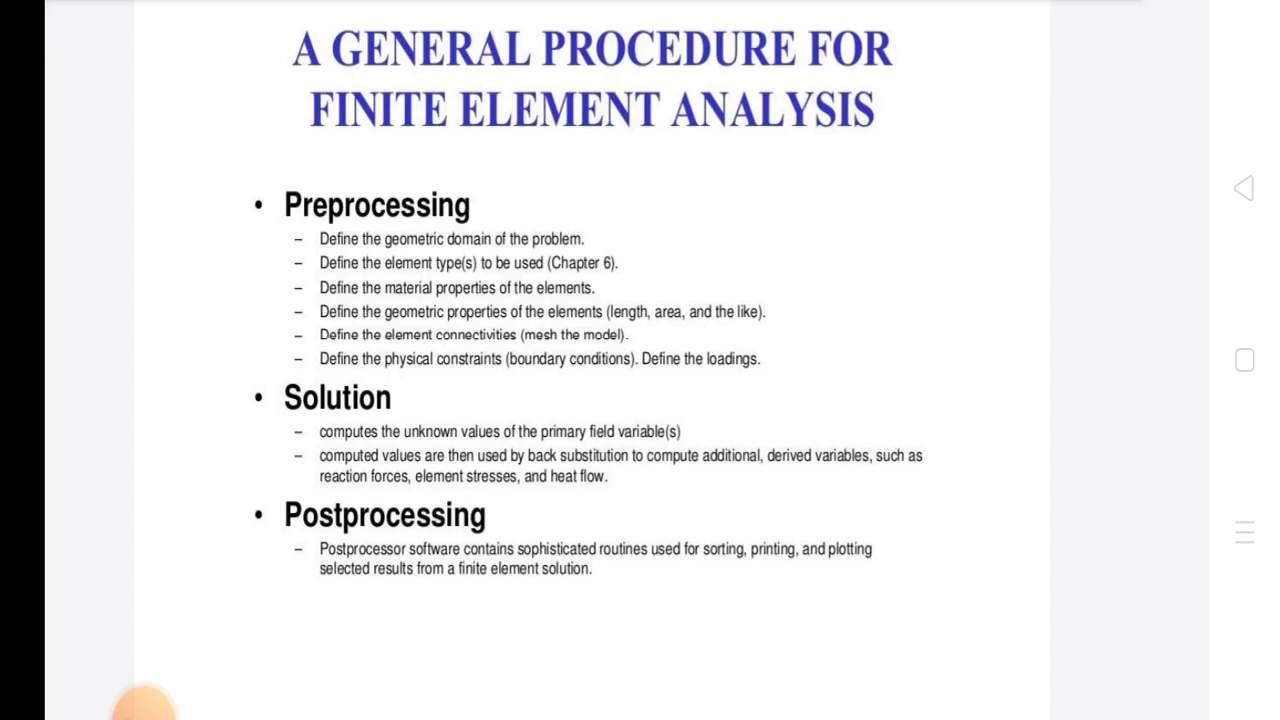 A GENERAL PROCEDURE FOR
FINITE ELEMENT ANALYSIS
• Preprocessing
– Define the geometric domain of the problem.
– Define the element type(s) to be used (Chapter 6).
– Define the material properties of the elements.
– Define the geometric properties of the elements (length, area, and the like).
– Define the element connectivities (mesh the model).
– Define the physical constraints (boundary conditions). Define the loadings.
• Solution
– computes the unknown values of the primary field variable(s)
– computed values are then used by back substitution to compute additional, derived variables, such as
reaction forces, element stresses, and heat flow.
• Postprocessing
– Postprocessor software contains sophisticated routines used for sorting, printing, and plotting
selected results from a finite element solution.